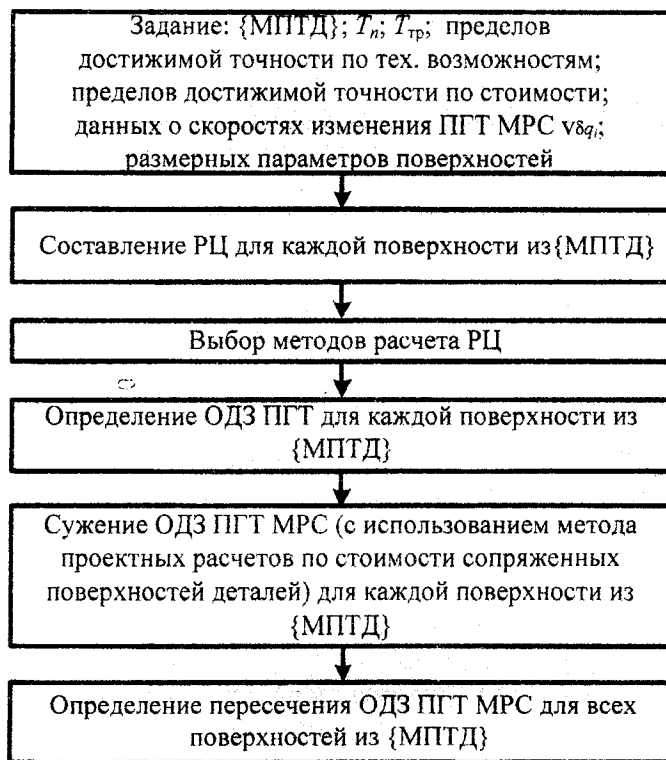 Задание: {МПТД}; Tₙ; Tтр; пределов
достижимой точности по тех. возможностям;
пределов достижимой точности по стоимости;
данных о скоростях изменения ПГТ МРС vδqᵢ;
размерных параметров поверхностей
Составление РЦ для каждой поверхности из{МПТД}
Выбор методов расчета РЦ
Определение ОДЗ ПГТ для каждой поверхности из
{МПТД}
Сужение ОДЗ ПГТ МРС (с использованием метода
проектных расчетов по стоимости сопряженных
поверхностей деталей) для каждой поверхности из
{МПТД}
Определение пересечения ОДЗ ПГТ МРС для всех
поверхностей из {МПТД}